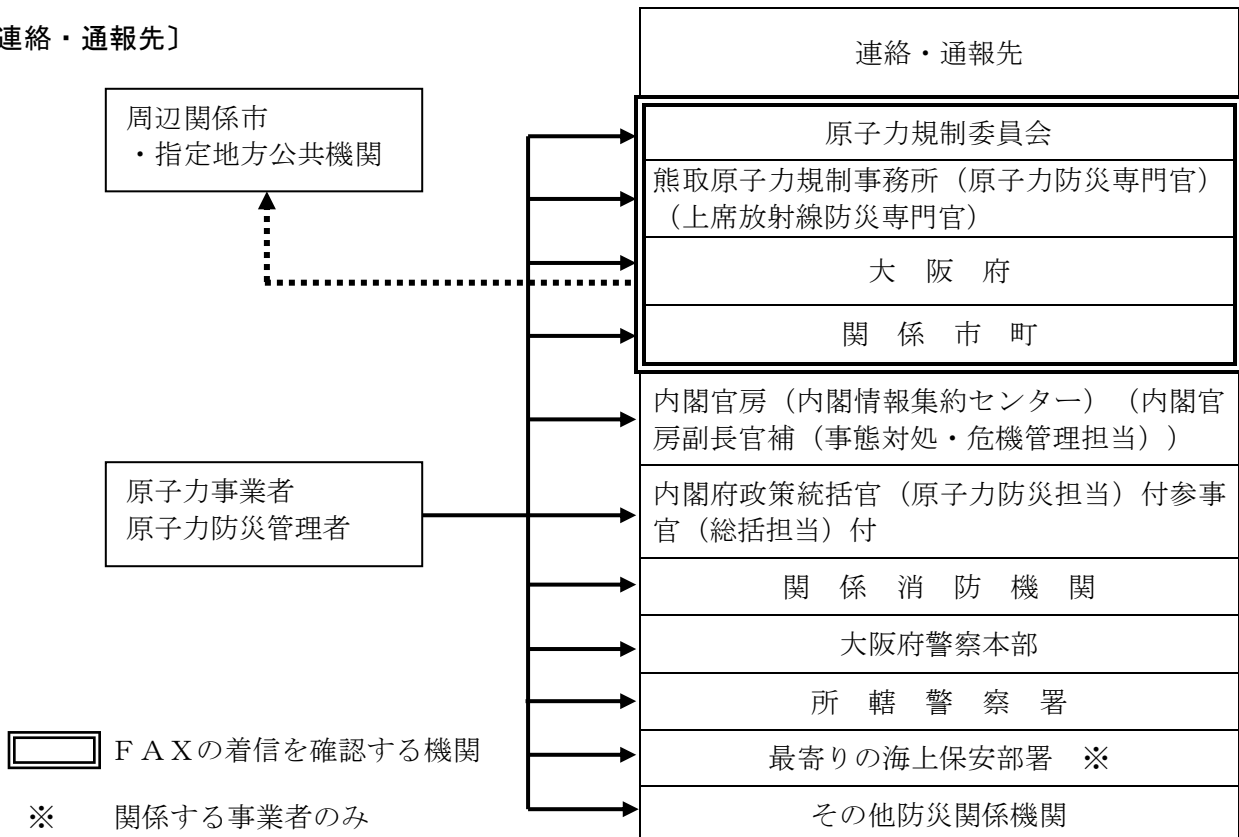 連絡・通報先〕
連絡・通報先
周辺関係市
・指定地方公共機関
原子力規制委員会
熊取原子力規制事務所（原子力防災専門官）
（上席放射線防災専門官）
大　阪　府
関　係　市　町
内閣官房（内閣情報集約センター）（内閣官
房副長官補（事態対処・危機管理担当））
原子力事業者
原子力防災管理者
内閣府政策統括官（原子力防災担当）付参事
官（総括担当）付
関　係　消　防　機　関
大阪府警察本部
所　轄　警　察　署
最寄りの海上保安部署　※
その他防災関係機関
ＦＡＸの着信を確認する機関
※　関係する事業者のみ